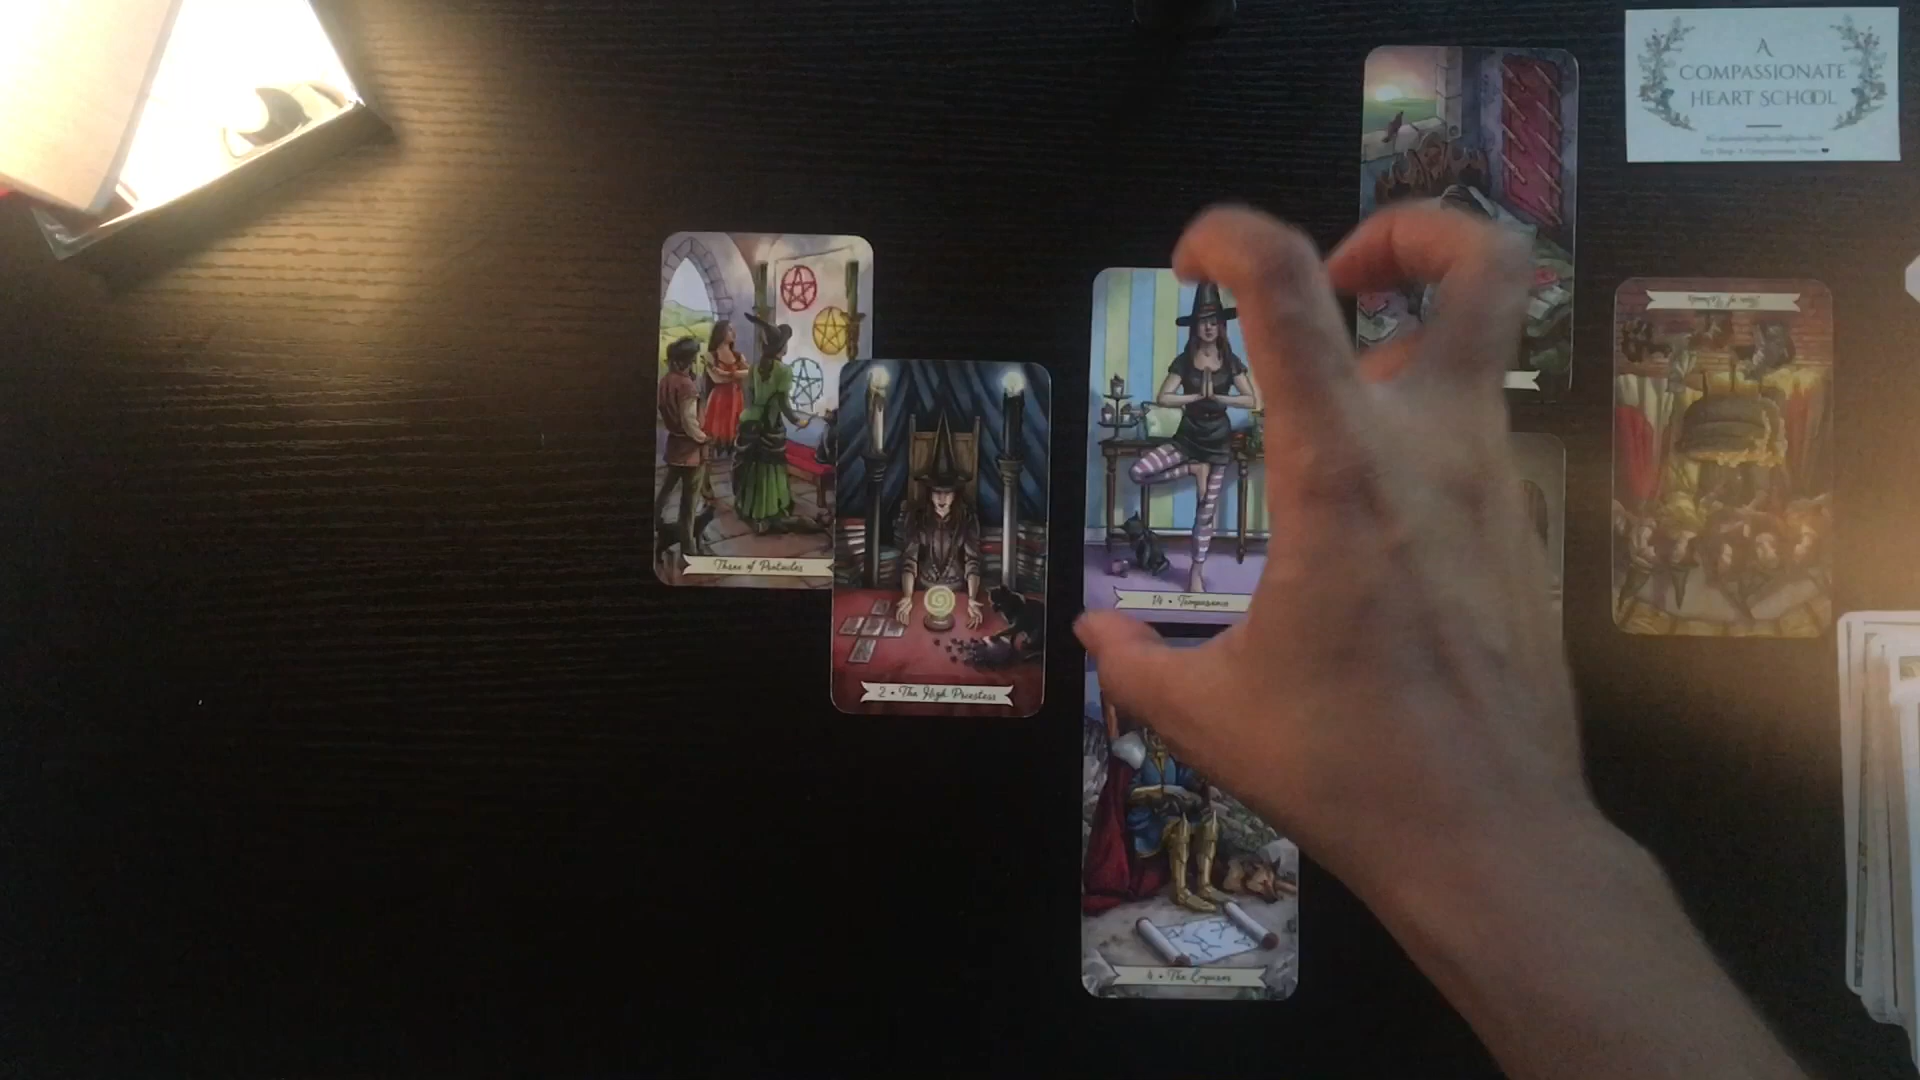 A
COMPASSIONATE
HEART SCHOOL
Three of Pentacles
2 • The High Priestess
14 • Temperance
4 • The Emperor